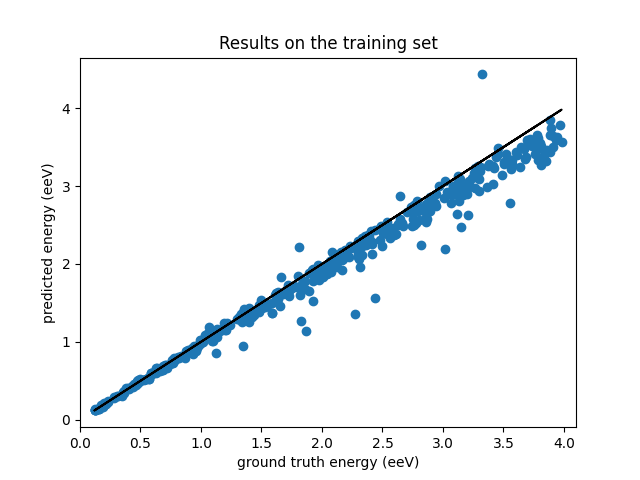 Results on the training set
predicted energy (eeV)
4
3
2
1
0
0.0 0.5 1.0 1.5 2.0 2.5 3.0 3.5 4.0
ground truth energy (eeV)